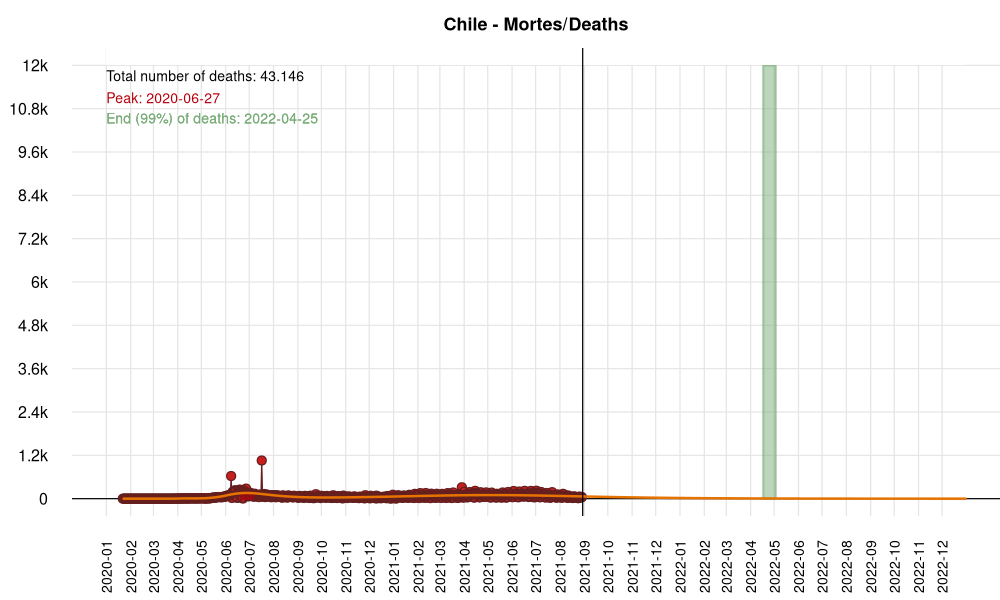 Chile - Mortes/Deaths
Total number of deaths: 43.146
Peak: 2020-06-27
End (99%) of deaths: 2022-04-25
12k
10.8k
9.6k
8.4k
7.2k
6k
4.8k
3.6k
2.4k
1.2k
0
2020-01
2020-02
2020-03
2020-04
2020-05
2020-06
2020-07
2020-08
2020-09
2020-10
2020-11
2020-12
2021-01
2021-02
2021-03
2021-04
2021-05
2021-06
2021-07
2021-08
2021-09
2021-10
2021-11
2021-12
2022-01
2022-02
2022-03
2022-04
2022-05
2022-06
2022-07
2022-08
2022-09
2022-10
2022-11
2022-12